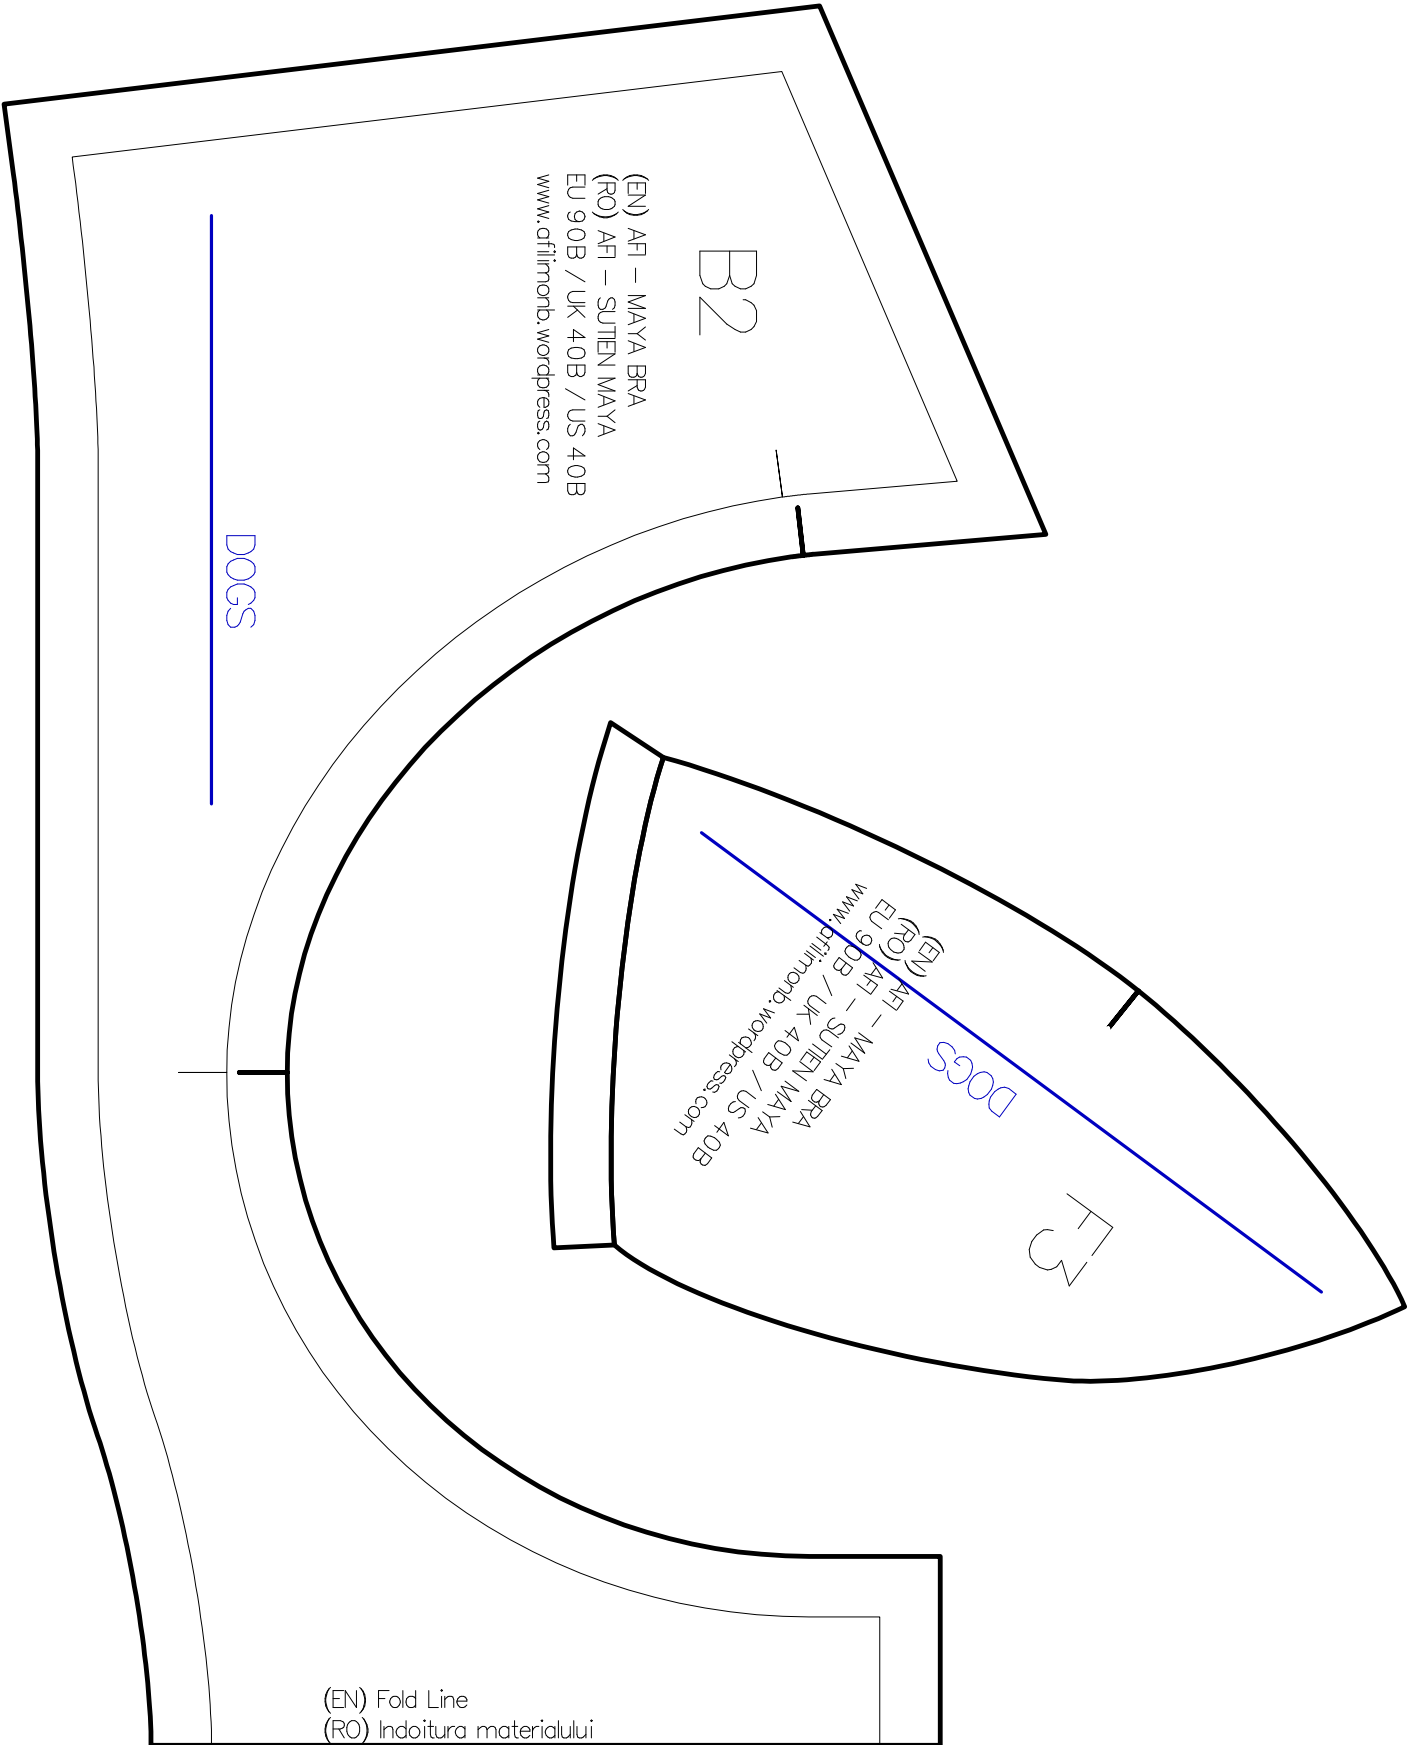 B2
(EN) AFI - MAYA BRA
(RO) AFI - SUTIEN MAYA
EU 90B / UK 40B / US 40B
www.afilimonb.wordpress.com
DOGS
(EN) AFI - MAYA BRA
(RO) AFI - SUTIEN MAYA
EU 90B / UK 40B / US 40B
www.afilimonb.wordpress.com
DOGS
F3
(EN) Fold Line
(RO) Indoitura materialului